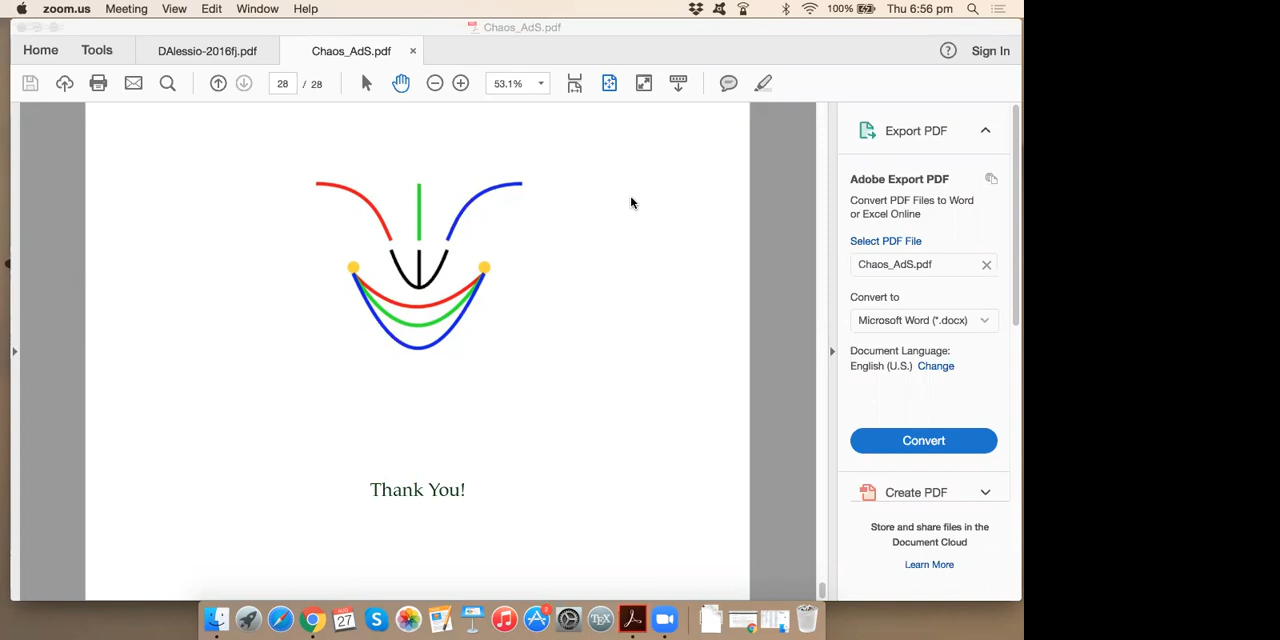 zoom.us Meeting View Edit Window Help 100% Thu 6:56 pm
Chaos_AdS.pdf
Home Tools DAlessio-2016fj.pdf Chaos_AdS.pdf × ? Sign In
28 / 28 53.1%
Export PDF
Adobe Export PDF
Convert PDF Files to Word
or Excel Online
Select PDF File
Chaos_AdS.pdf
Convert to
Microsoft Word (*.docx)
Document Language:
English (U.S.) Change
Convert
Thank You!
Create PDF
Store and share files in the
Document Cloud
Learn More
AUG
27
TEX